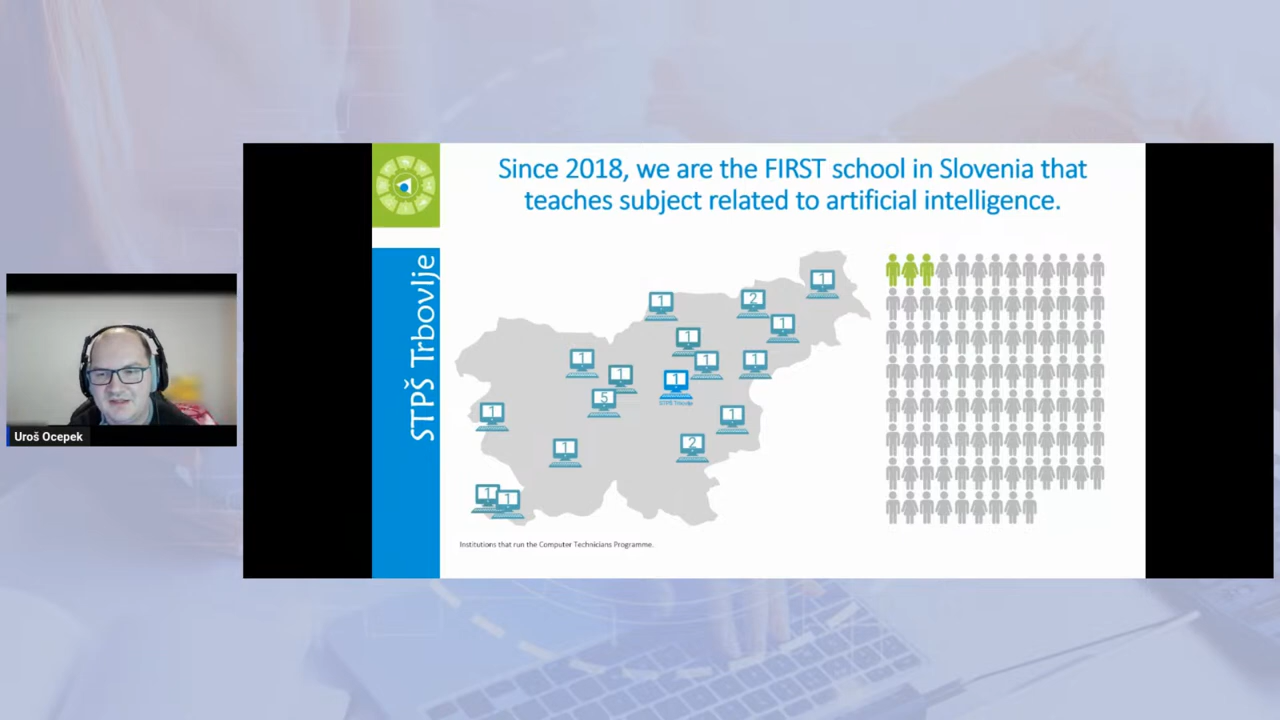 Since 2018, we are the FIRST school in Slovenia that
teaches subject related to artificial intelligence.
STPŠ Trbovlje
1
2
1
1
1
1
1
1
1
1
STPŠ Trbovlje
5
1
1
1
2
1
1
Institutions that run the Computer Technicians Programme.
Uroš Ocepek